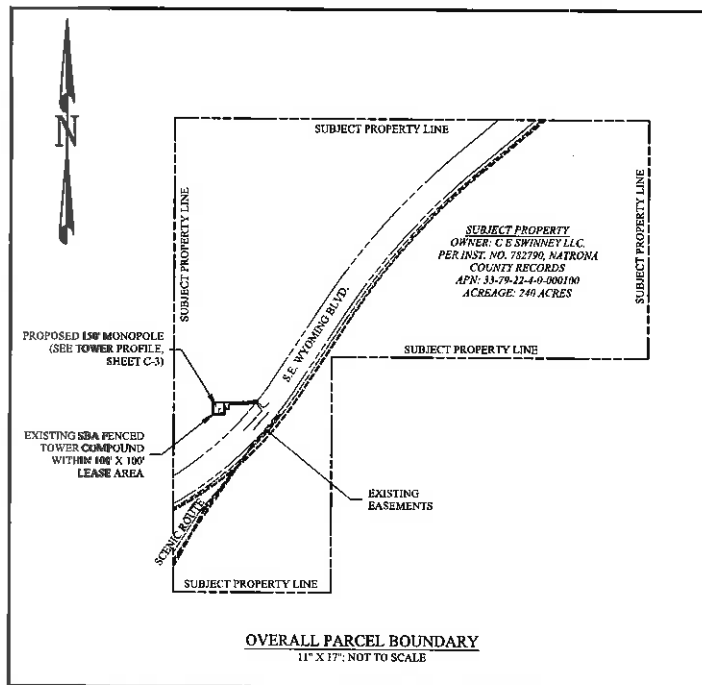 N
SUBJECT PROPERTY LINE
SUBJECT PROPERTY LINE
SUBJECT PROPERTY
OWNER: C E SWINNEY LLC.
PER INST. NO. 782790, NATRONA
COUNTY RECORDS
APN: 33-79-22-4-0-000100
ACREAGE: 240 ACRES
SUBJECT PROPERTY LINE
S.E. WYOMING BLVD.
PROPOSED 150' MONOPOLE
(SEE TOWER PROFILE,
SHEET C-3)
SUBJECT PROPERTY LINE
EXISTING SBA FENCED
TOWER COMPOUND
WITHIN 100' X 100'
LEASE AREA
EXISTING
EASEMENTS
SCENIC ROUTE
SUBJECT PROPERTY LINE
OVERALL PARCEL BOUNDARY
11" X 17"; NOT TO SCALE